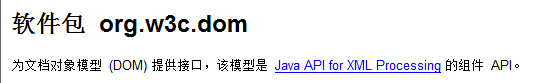 软件包 org.w3c.dom
为文档对象模型 (DOM) 提供接口，该模型是 Java API for XML Processing 的组件 API。